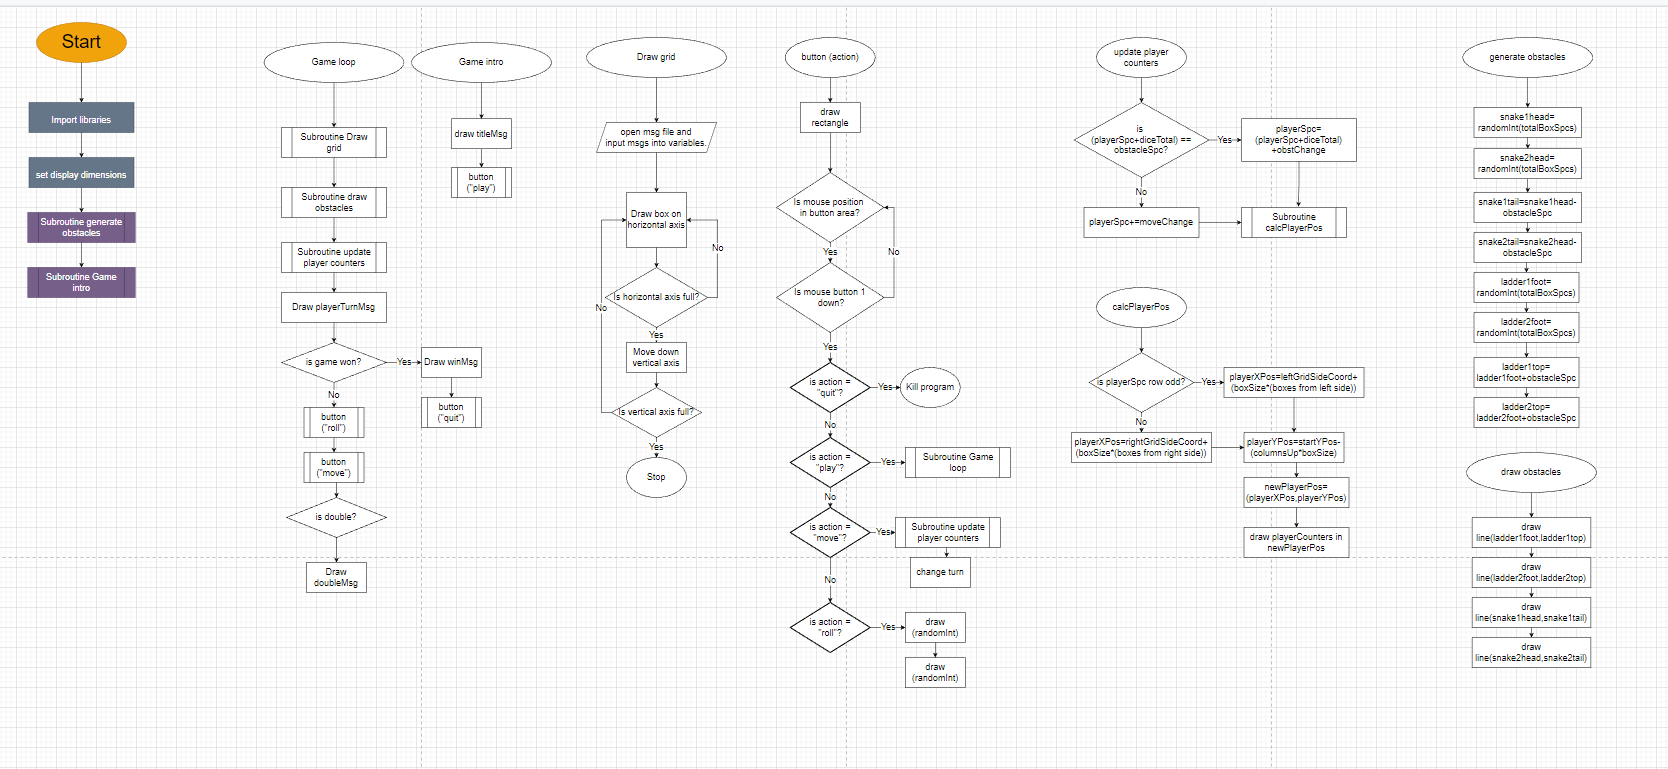 Start
Import libraries
set display dimensions
Subroutine generate
obstacles
Subroutine Game
intro
Game loop
Subroutine Draw
grid
Subroutine draw
obstacles
Subroutine update
player counters
Draw playerTurnMsg
is game won?
Yes
Draw winMsg
button
("quit")
No
button
("roll")
button
("move")
is double?
Draw
doubleMsg
Game intro
draw titleMsg
button
("play")
Draw grid
open msg file and
input msgs into variables.
Draw box on
horizontal axis
No
Is horizontal axis full?
No
Yes
Move down
vertical axis
Is vertical axis full?
Yes
Stop
button (action)
draw
rectangle
Is mouse position
in button area?
Yes
No
Is mouse button 1
down?
Yes
is action =
"quit"?
Yes
Kill program
No
is action =
"play"?
Yes
Subroutine Game
loop
No
is action =
"move"?
Yes
Subroutine update
player counters
change turn
No
is action =
"roll"?
Yes
draw
(randomInt)
draw
(randomInt)
update player
counters
is
(playerSpc+diceTotal) ==
obstacleSpc?
Yes
playerSpc=
(playerSpc+diceTotal)
+obstChange
No
playerSpc+=moveChange
Subroutine
calcPlayerPos
calcPlayerPos
is playerSpc row odd?
Yes
playerXPos=leftGridSideCoord+
(boxSize*(boxes from left side))
No
playerXPos=rightGridSideCoord+
(boxSize*(boxes from right side))
playerYPos=startYPos-
(columnsUp*boxSize)
newPlayerPos=
(playerXPos,playerYPos)
draw playerCounters in
newPlayerPos
generate obstacles
snake1head=
randomInt(totalBoxSpcs)
snake2head=
randomInt(totalBoxSpcs)
snake1tail=snake1head-
obstacleSpc
snake2tail=snake2head-
obstacleSpc
ladder1foot=
randomInt(totalBoxSpcs)
ladder2foot=
randomInt(totalBoxSpcs)
ladder1top=
ladder1foot+obstacleSpc
ladder2top=
ladder2foot+obstacleSpc
draw obstacles
draw
line(ladder1foot,ladder1top)
draw
line(ladder2foot,ladder2top)
draw
line(snake1head,snake1tail)
draw
line(snake2head,snake2tail)